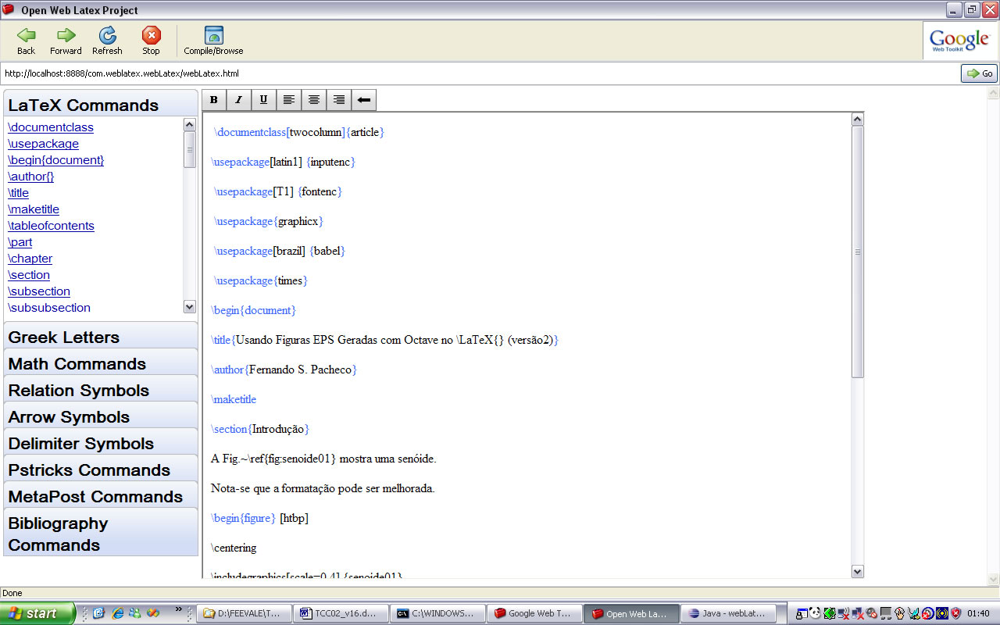 Open Web Latex Project
Back Forward Refresh Stop Compile/Browse
Google
Web Toolkit
http://localhost:8888/com.weblatex.webLatex/webLatex.html
Go
LaTeX Commands
\documentclass
\usepackage
\begin{document}
\author{}
\title
\maketitle
\tableofcontents
\part
\chapter
\section
\subsection
\subsubsection
Greek Letters
Math Commands
Relation Symbols
Arrow Symbols
Delimiter Symbols
Pstricks Commands
MetaPost Commands
Bibliography
Commands
B I U
\documentclass[twocolumn]{article}
\usepackage[latin1] {inputenc}
\usepackage[T1] {fontenc}
\usepackage{graphicx}
\usepackage[brazil] {babel}
\usepackage{times}
\begin{document}
\title{Usando Figuras EPS Geradas com Octave no \LaTeX{} (versão2)}
\author{Fernando S. Pacheco}
\maketitle
\section{Introdução}
A Fig.~\ref{fig:senoide01} mostra uma senóide.
Nota-se que a formatação pode ser melhorada.
\begin{figure} [htbp]
\centering
\includegraphics[scale=0.4] {senoide01}
Done
start
D:\FEEVALE\T... TCC02_v16.d... C:\WINDOWS... Google Web T... Open Web La... Java - webLat...
01:40